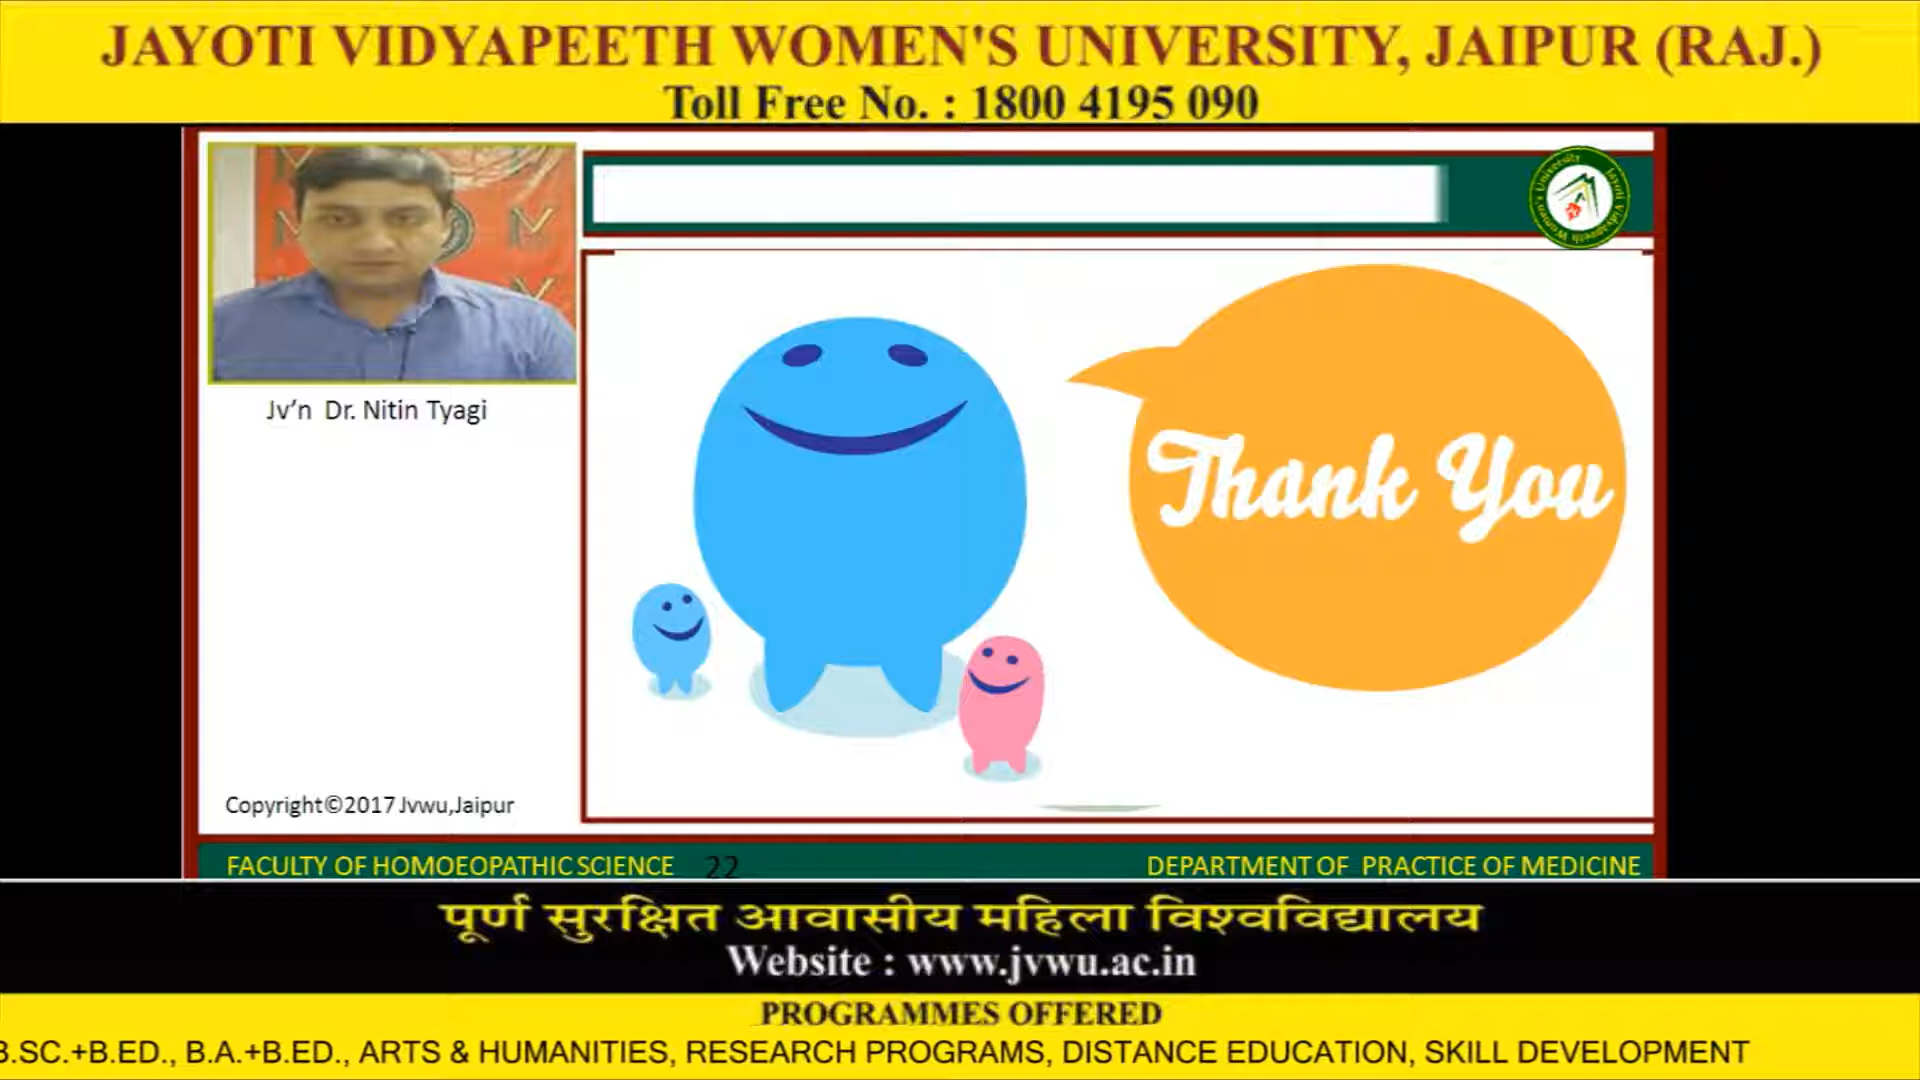 JAYOTI VIDYAPEETH WOMEN'S UNIVERSITY, JAIPUR (RAJ.)
Toll Free No. : 1800 4195 090
Jv’n Dr. Nitin Tyagi
Thank You
Copyright©2017 Jvwu,Jaipur
FACULTY OF HOMOEOPATHIC SCIENCE 22 DEPARTMENT OF PRACTICE OF MEDICINE
पूर्ण सुरक्षित आवासीय महिला विश्वविद्यालय
Website : www.jvwu.ac.in
PROGRAMMES OFFERED
B.SC.+B.ED., B.A.+B.ED., ARTS & HUMANITIES, RESEARCH PROGRAMS, DISTANCE EDUCATION, SKILL DEVELOPMENT